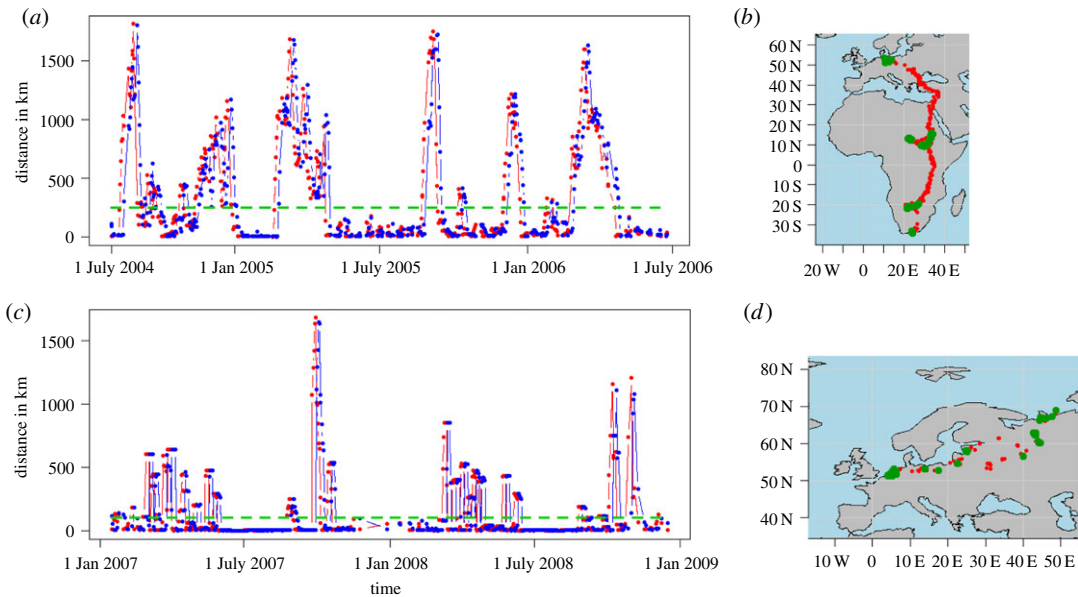 (a)
distance in km
1500
1000
500
0
1 July 2004
1 Jan 2005
1 July 2005
1 Jan 2006
1 July 2006
(b)
60 N
50 N
40 N
30 N
20 N
10 N
0
10 S
20 S
30 S
20 W
0
20 E
40 E
(c)
distance in km
1500
1000
500
0
1 Jan 2007
1 July 2007
1 Jan 2008
1 July 2008
1 Jan 2009
time
(d)
80 N
70 N
60 N
50 N
40 N
10 W
0
10 E
20 E
30 E
40 E
50 E